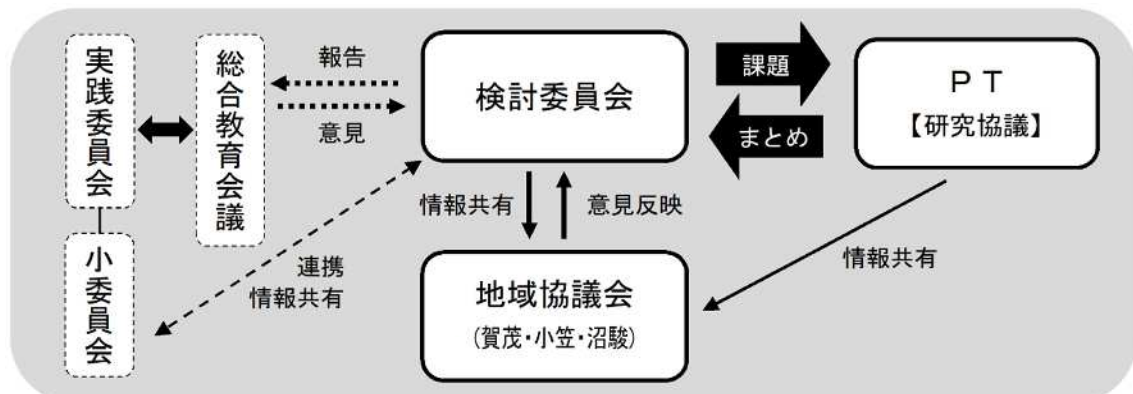 実践委員会
総合教育会議
報告
意見
検討委員会
課題
まとめ
ＰＴ
【研究協議】
情報共有
意見反映
小委員会
連携
情報共有
地域協議会
(賀茂・小笠・沼駿)
情報共有